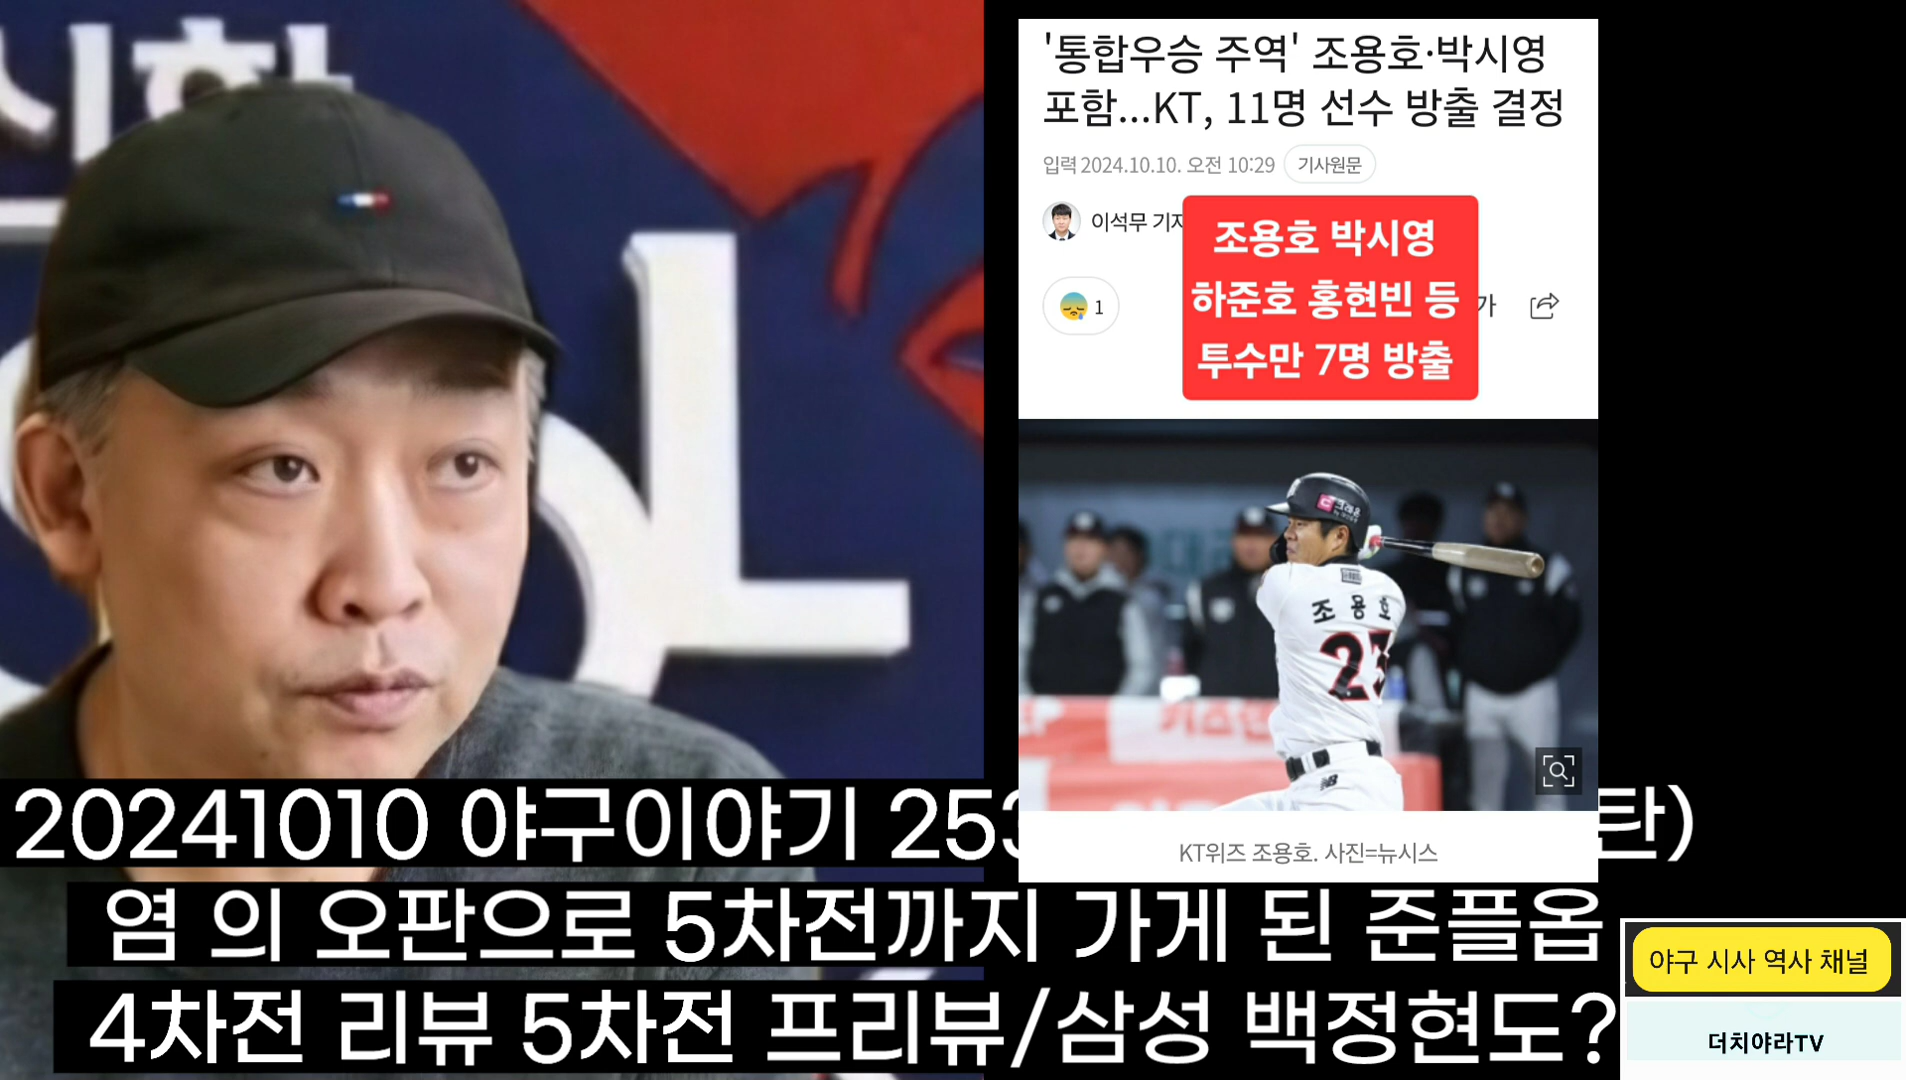 '통합우승 주역' 조용호·박시영
포함...KT, 11명 선수 방출 결정
입력 2024.10.10. 오전 10:29 기사원문
이석무
조용호 박시영
하준호 홍현빈 등
투수만 7명 방출
가
1
조용호
23
KT위즈 조용호. 사진=뉴시스
20241010 야구이야기 탄)
염 의 오판으로 5차전까지 가게 된 준플옵
4차전 리뷰 5차전 프리뷰/삼성 백정현도?
야구 시사 역사 채널
더치야라TV